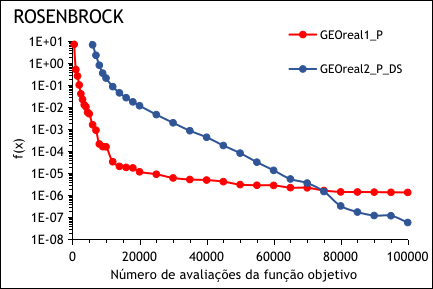 ROSENBROCK
GEOreal1_P
GEOreal2_P_DS
1E+01
1E+00
1E-01
1E-02
1E-03
1E-04
1E-05
1E-06
1E-07
1E-08
f(x)
0 20000 40000 60000 80000 100000
Número de avaliações da função objetivo